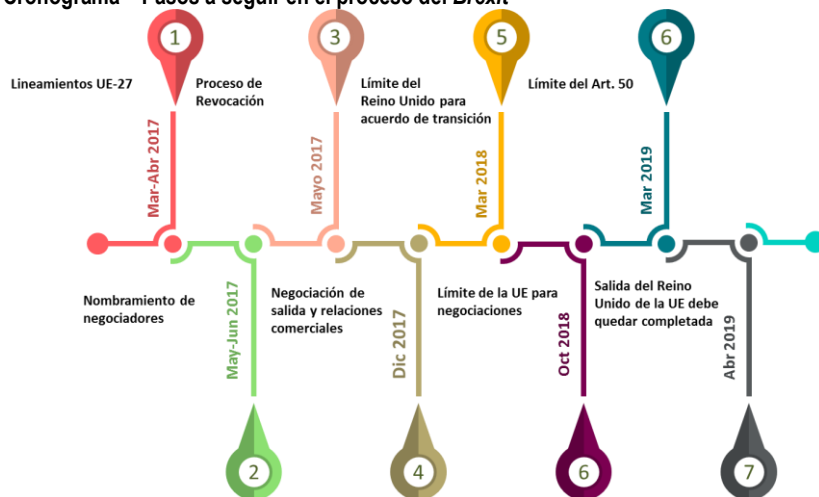 Cronograma – Pasos a seguir en el proceso del Brexit
1
3
5
6
Lineamientos UE-27
Proceso de
Revocación
Límite del
Reino Unido para
acuerdo de transición
Límite del Art. 50
Mar-Abr 2017
Mayo 2017
Mar 2018
Mar 2019
Nombramiento de
negociadores
May-Jun 2017
Negociación de
salida y relaciones
comerciales
Dic 2017
Límite de la UE para
negociaciones
Oct 2018
Salida del Reino
Unido de la UE debe
quedar completada
Abr 2019
2
4
6
7